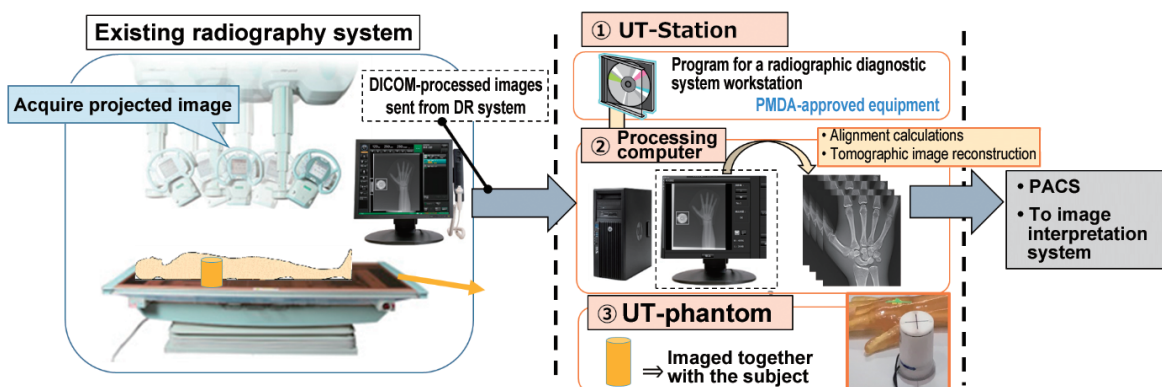 Existing radiography system
Acquire projected image
DICOM-processed images
sent from DR system
① UT-Station
Program for a radiographic diagnostic
system workstation
PMDA-approved equipment
② Processing
computer
• Alignment calculations
• Tomographic image reconstruction
③ UT-phantom
⇒ Imaged together
with the subject
• PACS
• To image
interpretation
system